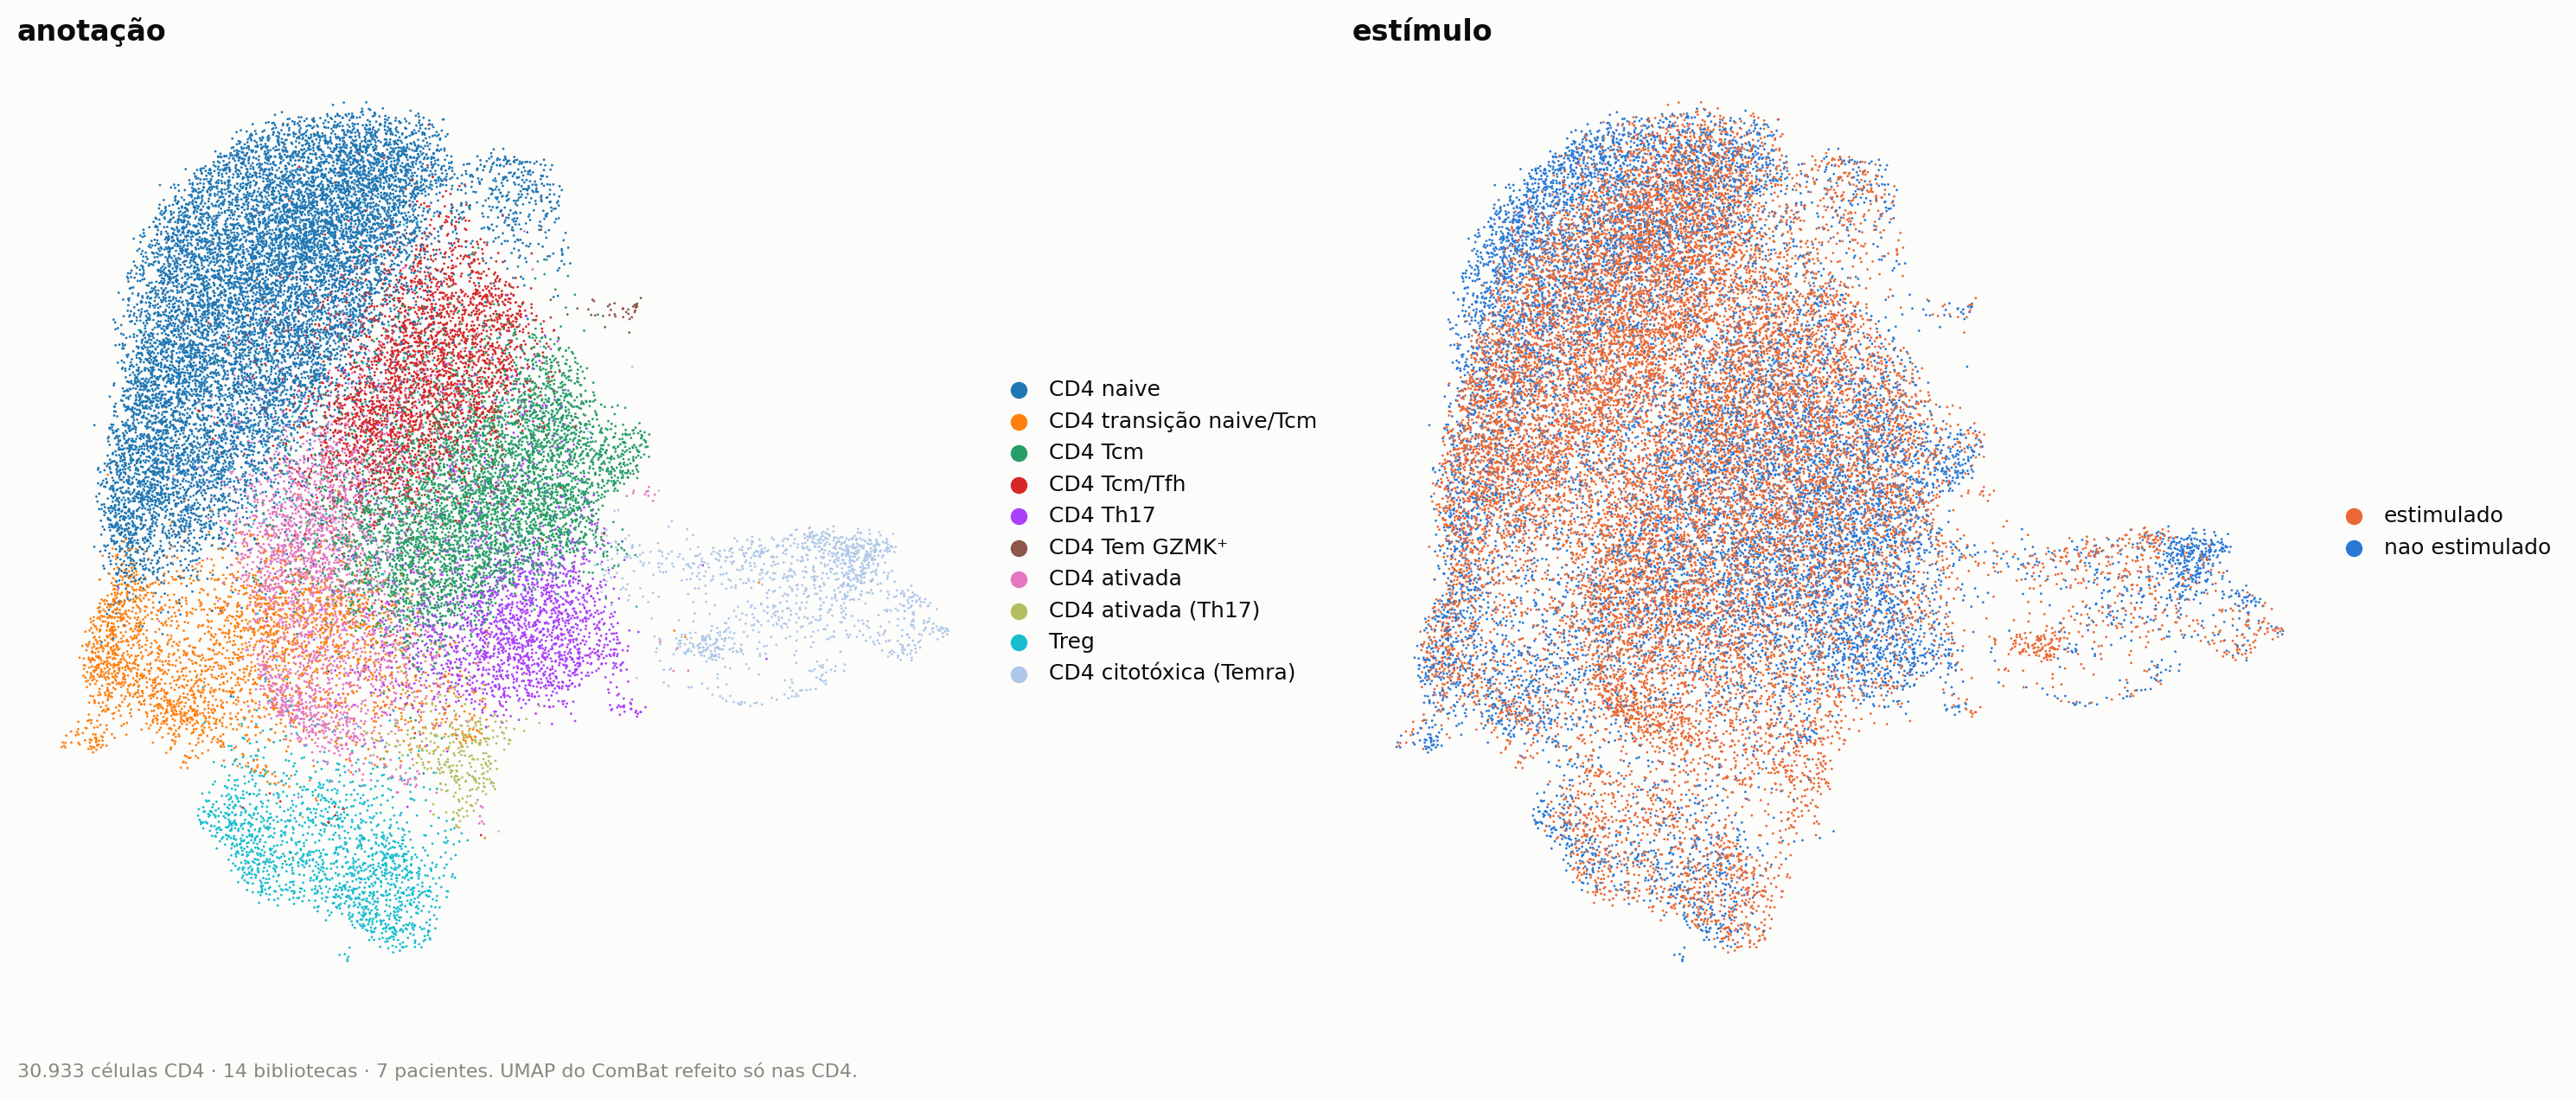 anotação
estímulo
CD4 naive
CD4 transição naive/Tcm
CD4 Tcm
CD4 Tcm/Tfh
CD4 Th17
CD4 Tem GZMK⁺
CD4 ativada
CD4 ativada (Th17)
Treg
CD4 citotóxica (Temra)
estimulado
nao estimulado
30.933 células CD4 · 14 bibliotecas · 7 pacientes. UMAP do ComBat refeito só nas CD4.